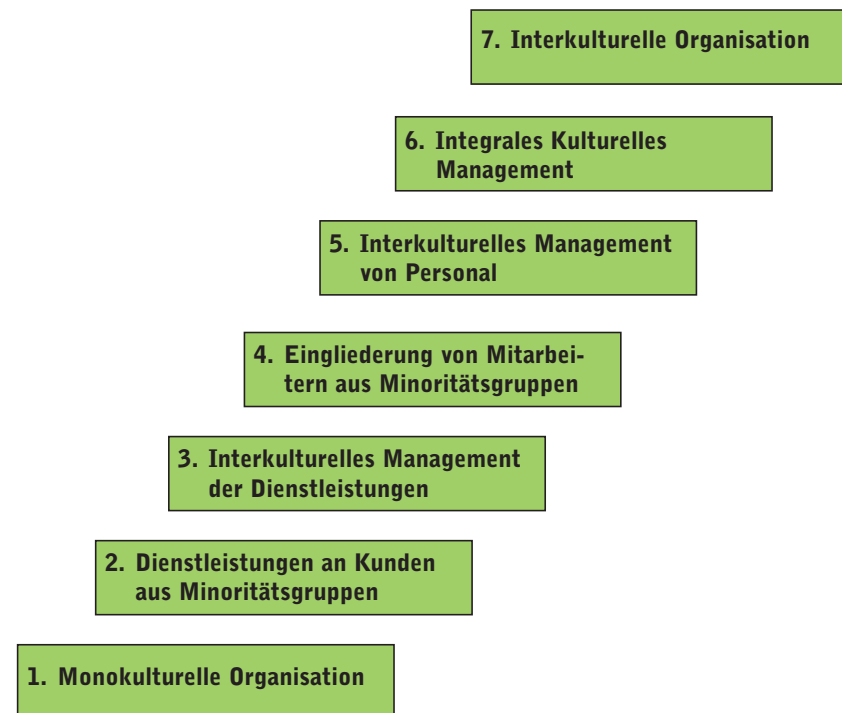 7. Interkulturelle Organisation
6. Integrales Kulturelles
Management
5. Interkulturelles Management
von Personal
4. Eingliederung von Mitarbei-
tern aus Minoritätsgruppen
3. Interkulturelles Management
der Dienstleistungen
2. Dienstleistungen an Kunden
aus Minoritätsgruppen
1. Monokulturelle Organisation